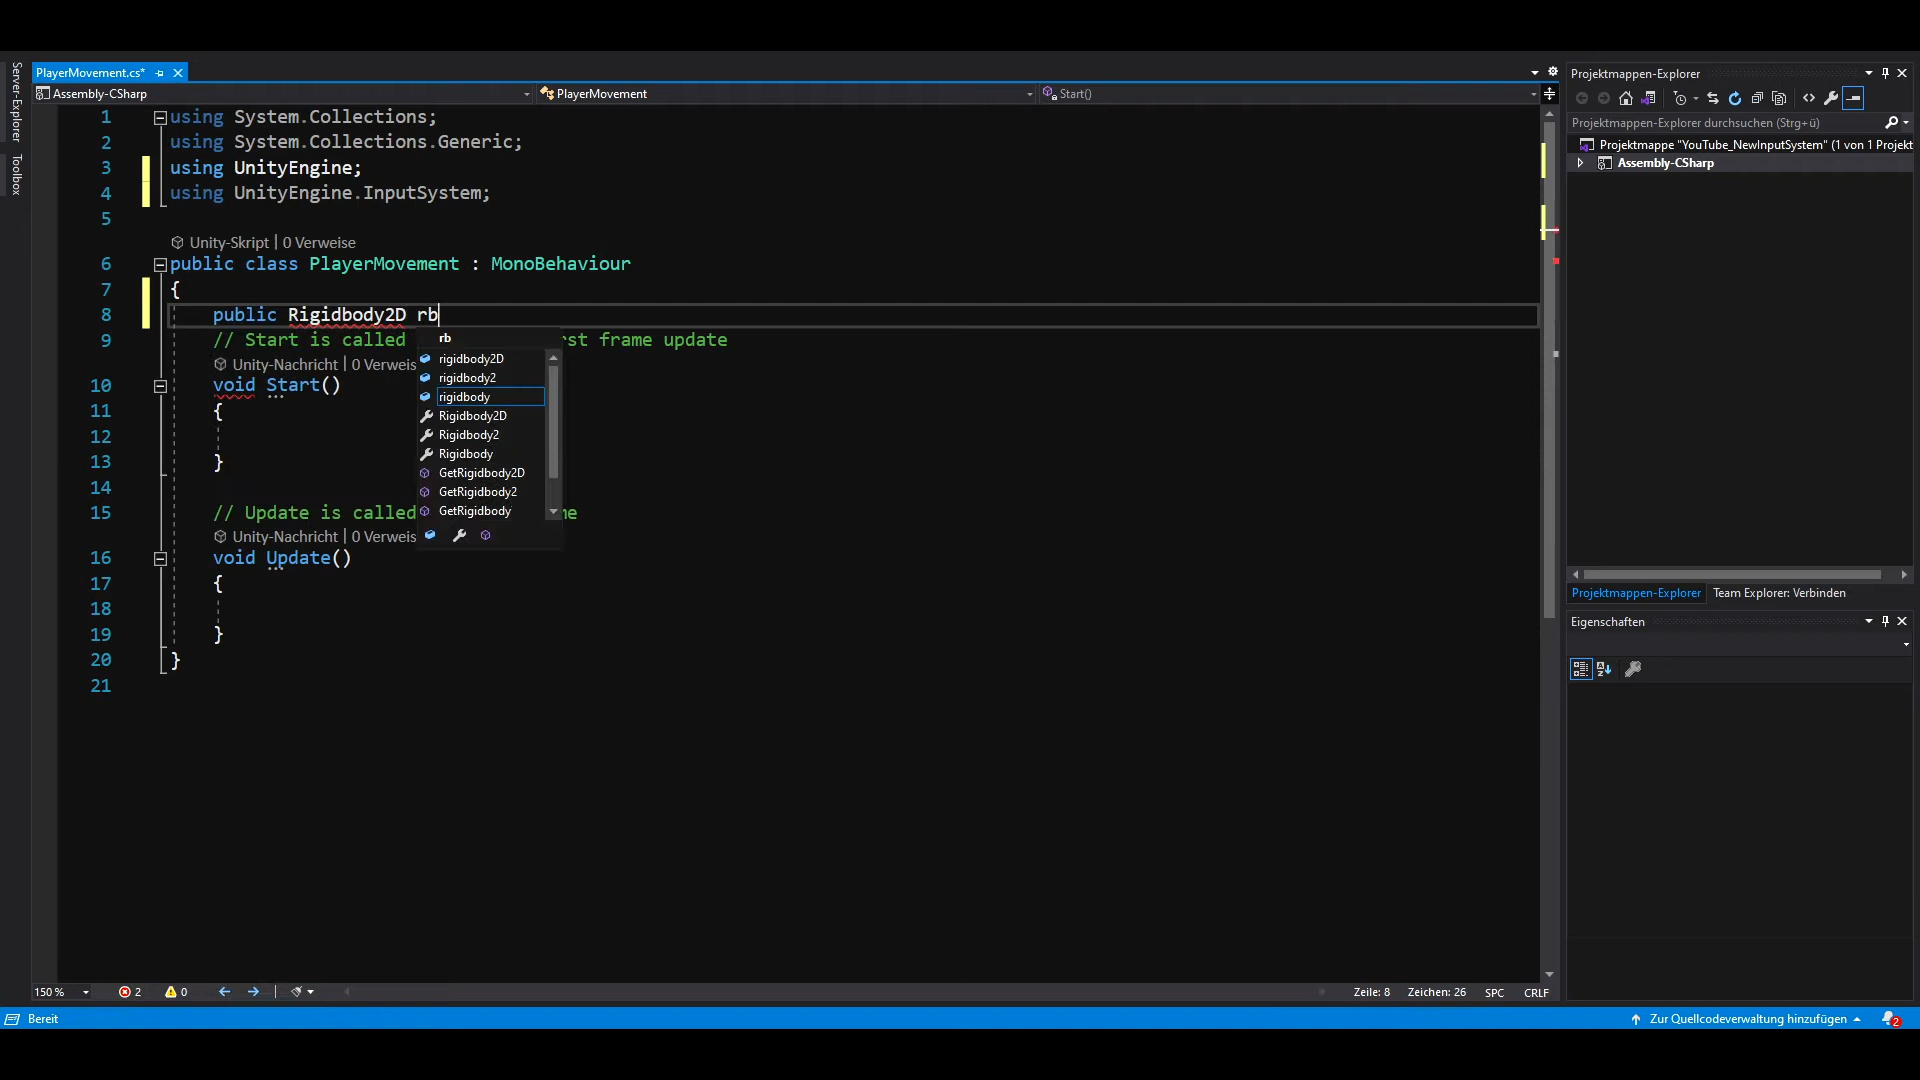 Server-Explorer
Toolbox
PlayerMovement.cs*
Assembly-CSharp
PlayerMovement
Start()
1 using System.Collections;
2 using System.Collections.Generic;
3 using UnityEngine;
4 using UnityEngine.InputSystem;
5
Unity-Skript | 0 Verweise
6 public class PlayerMovement : MonoBehaviour
7 {
8 public Rigidbody2D rb
9 // Start is called rst frame update
Unity-Nachricht | 0 Verweis
10 void Start()
11 {
12
13 }
14
15 // Update is called me
Unity-Nachricht | 0 Verweis
16 void Update()
17 {
18
19 }
20 }
21
rb
rigidbody2D
rigidbody2
rigidbody
Rigidbody2D
Rigidbody2
Rigidbody
GetRigidbody2D
GetRigidbody2
GetRigidbody
Projektmappen-Explorer
Projektmappen-Explorer durchsuchen (Strg+ü)
Projektmappe "YouTube_NewInputSystem" (1 von 1 Projekt
Assembly-CSharp
Projektmappen-Explorer Team Explorer: Verbinden
Eigenschaften
150 % 2 0 Zeile: 8 Zeichen: 26 SPC CRLF
Bereit
Zur Quellcodeverwaltung hinzufügen 2